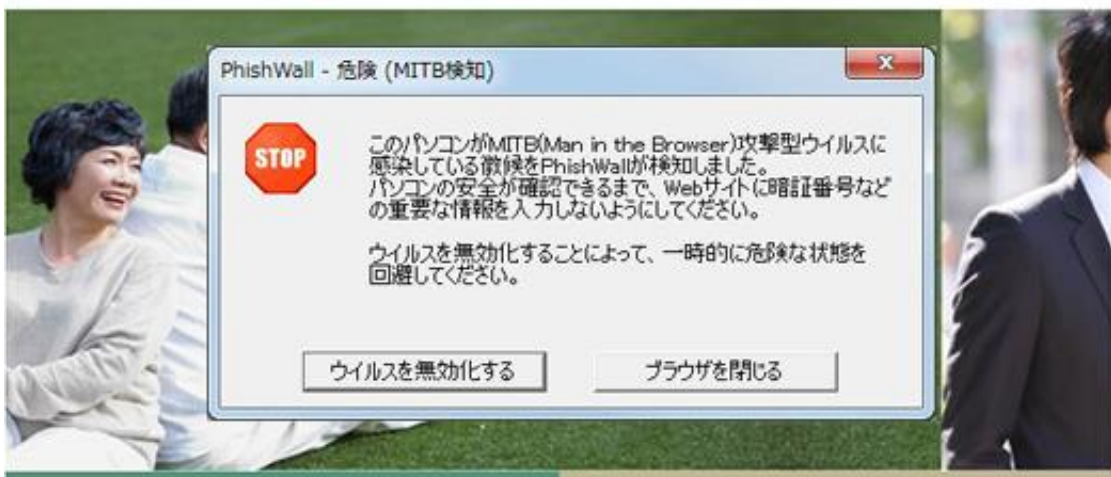 PhishWall - 危険 (MITB検知)
STOP
このパソコンがMITB(Man in the Browser)攻撃型ウイルスに
感染している徴候をPhishWallが検知しました。
パソコンの安全が確認できるまで、Webサイトに暗証番号など
の重要な情報を入力しないようにしてください。
ウイルスを無効化することによって、一時的に危険な状態を
回避してください。
ウイルスを無効化する
ブラウザを閉じる